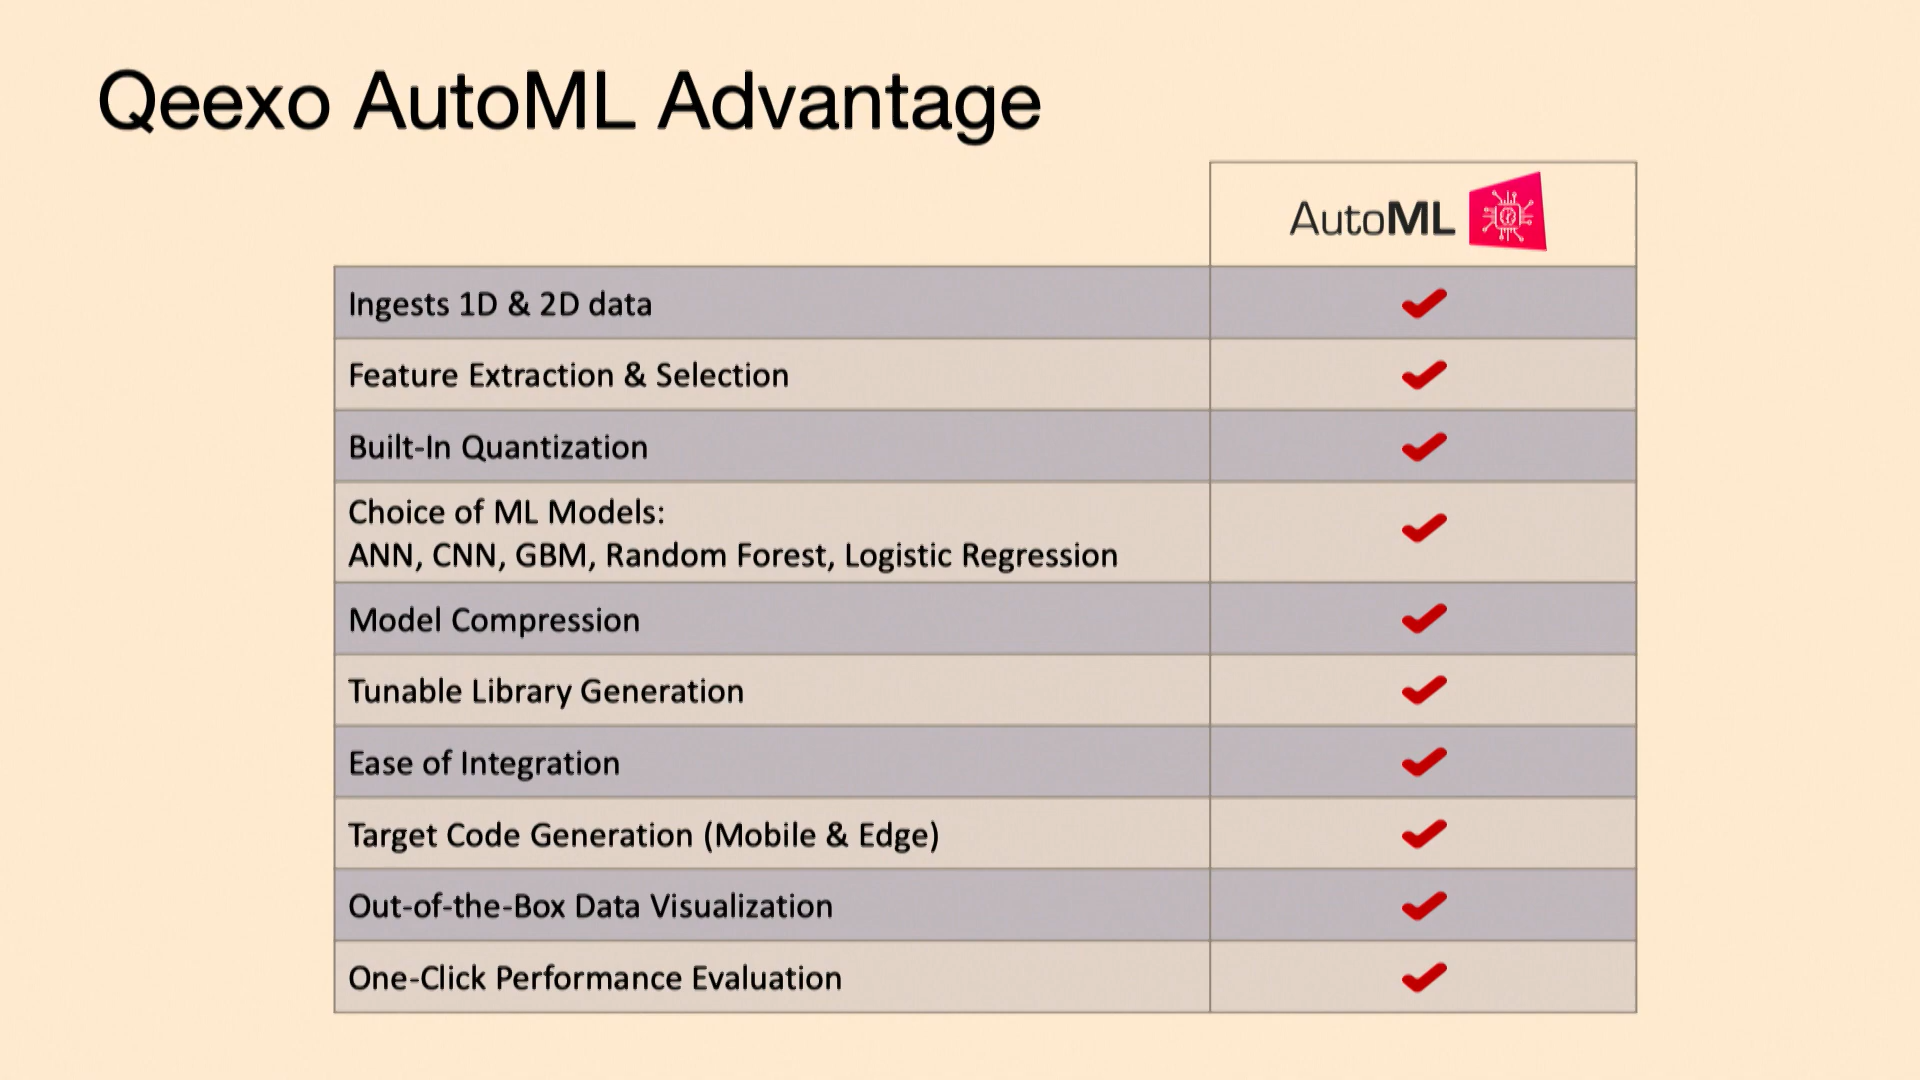 Qeexo AutoML Advantage
AutoML
Ingests 1D & 2D data
Feature Extraction & Selection
Built-In Quantization
Choice of ML Models:
ANN, CNN, GBM, Random Forest, Logistic Regression
Model Compression
Tunable Library Generation
Ease of Integration
Target Code Generation (Mobile & Edge)
Out-of-the-Box Data Visualization
One-Click Performance Evaluation